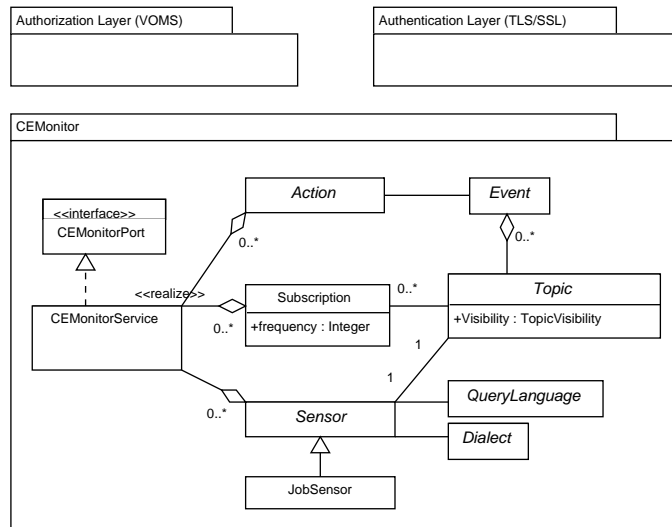 Authorization Layer (VOMS)
Authentication Layer (TLS/SSL)
CEMonitor
Action
Event
<<interface>>
CEMonitorPort
0..*
0..*
<<realize>>
Subscription
0..*
Topic
CEMonitorService
0..*
+frequency : Integer
+Visibility : TopicVisibility
1
1
QueryLanguage
0..*
Sensor
Dialect
JobSensor